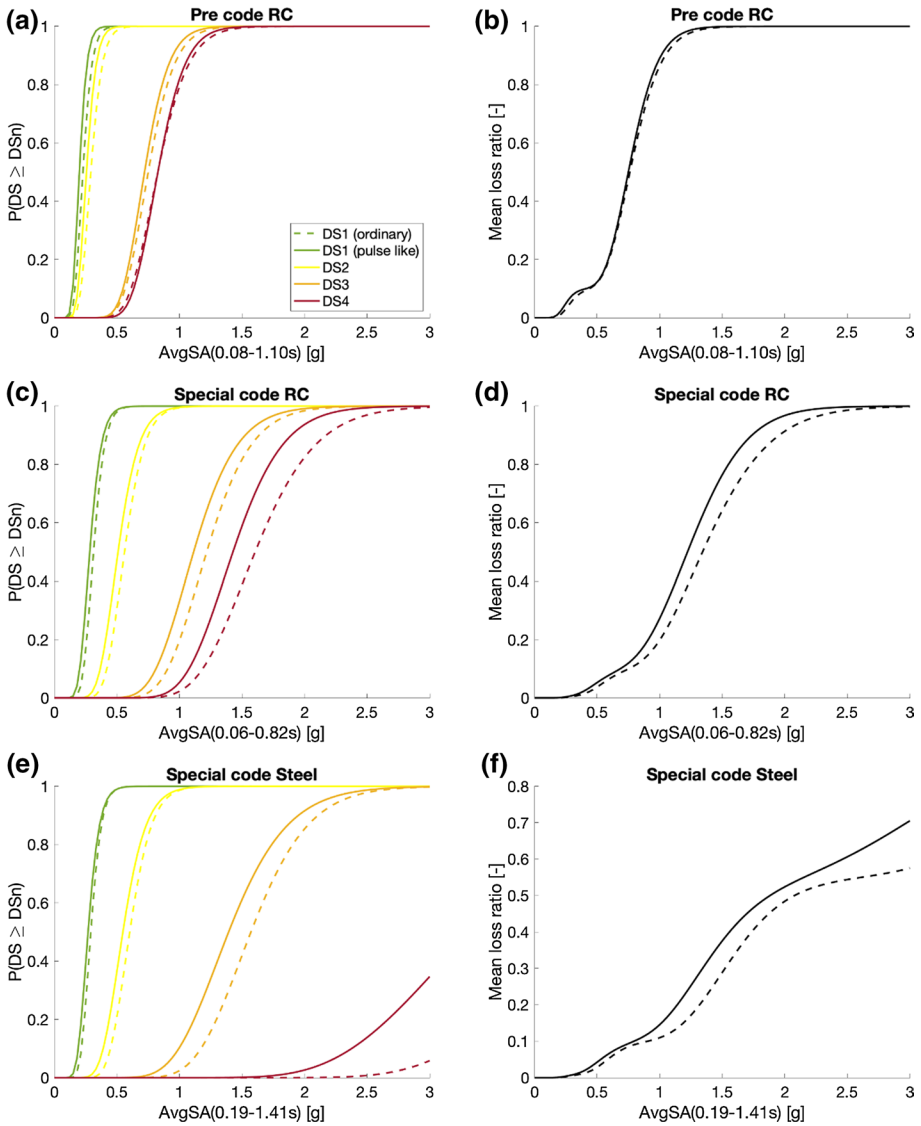 (a)
Pre code RC
1
0.8
0.6
0.4
0.2
0
P(DS ≥ DSn)
DS1 (ordinary)
DS1 (pulse like)
DS2
DS3
DS4
0 0.5 1 1.5 2 2.5 3
AvgSA(0.08-1.10s) [g]
(b)
Pre code RC
1
0.8
0.6
0.4
0.2
0
Mean loss ratio [-]
0 0.5 1 1.5 2 2.5 3
AvgSA(0.08-1.10s) [g]
(c)
Special code RC
1
0.8
0.6
0.4
0.2
0
P(DS ≥ DSn)
0 0.5 1 1.5 2 2.5 3
AvgSA(0.06-0.82s) [g]
(d)
Special code RC
1
0.8
0.6
0.4
0.2
0
Mean loss ratio [-]
0 0.5 1 1.5 2 2.5 3
AvgSA(0.06-0.82s) [g]
(e)
Special code Steel
1
0.8
0.6
0.4
0.2
0
P(DS ≥ DSn)
0 0.5 1 1.5 2 2.5 3
AvgSA(0.19-1.41s) [g]
(f)
Special code Steel
0.8
0.7
0.6
0.5
0.4
0.3
0.2
0.1
0
Mean loss ratio [-]
0 0.5 1 1.5 2 2.5 3
AvgSA(0.19-1.41s) [g]